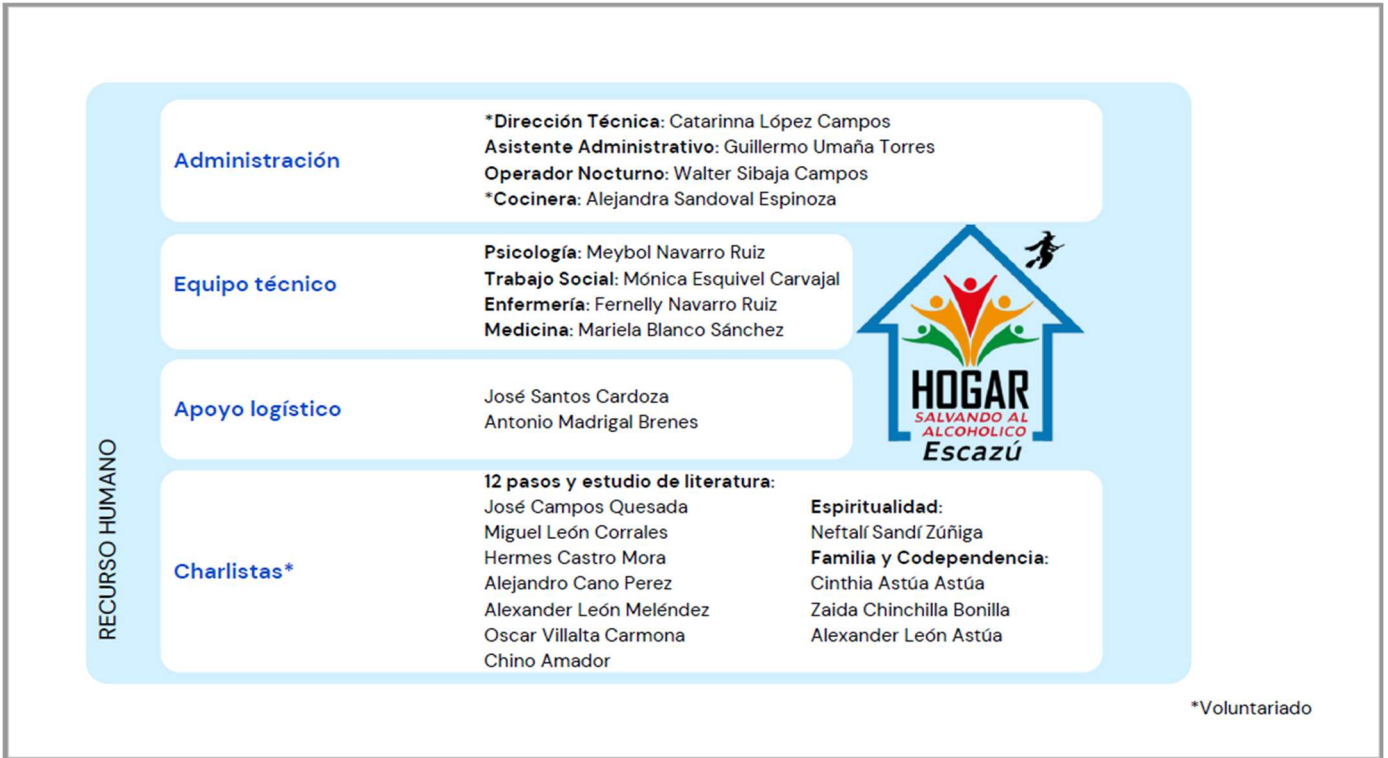 RECURSO HUMANO
Administración
*Dirección Técnica: Catarinna López Campos
Asistente Administrativo: Guillermo Umaña Torres
Operador Nocturno: Walter Sibaja Campos
*Cocinera: Alejandra Sandoval Espinoza
Equipo técnico
Psicología: Meybol Navarro Ruiz
Trabajo Social: Mónica Esquivel Carvajal
Enfermería: Fernelly Navarro Ruiz
Medicina: Mariela Blanco Sánchez
HOGAR
SALVANDO AL
ALCOHOLICO
Escazú
Apoyo logístico
José Santos Cardoza
Antonio Madrigal Brenes
Charlistas*
12 pasos y estudio de literatura:
José Campos Quesada
Miguel León Corrales
Hermes Castro Mora
Alejandro Cano Perez
Alexander León Meléndez
Oscar Villalta Carmona
Chino Amador
Espiritualidad:
Neftalí Sandí Zúñiga
Familia y Codependencia:
Cinthia Astúa Astúa
Zaida Chinchilla Bonilla
Alexander León Astúa
*Voluntariado